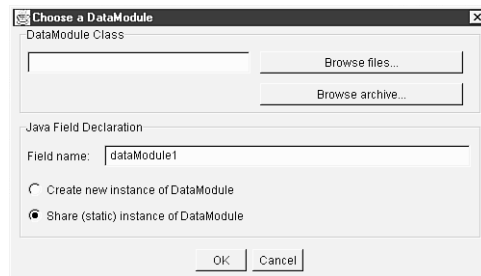 Choose a DataModule
DataModule Class
Browse files...
Browse archive...
Java Field Declaration
Field name: dataModule1
Create new instance of DataModule
Share (static) instance of DataModule
OK Cancel